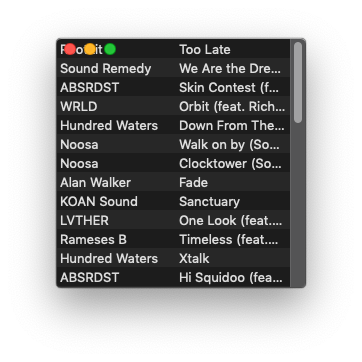 Too Late
Sound Remedy We Are the Dre...
ABSRDST Skin Contest (f...
WRLD Orbit (feat. Rich...
Hundred Waters Down From The...
Noosa Walk on by (So...
Noosa Clocktower (So...
Alan Walker Fade
KOAN Sound Sanctuary
LVTHER One Look (feat....
Rameses B Timeless (feat....
Hundred Waters Xtalk
ABSRDST Hi Squidoo (fea...